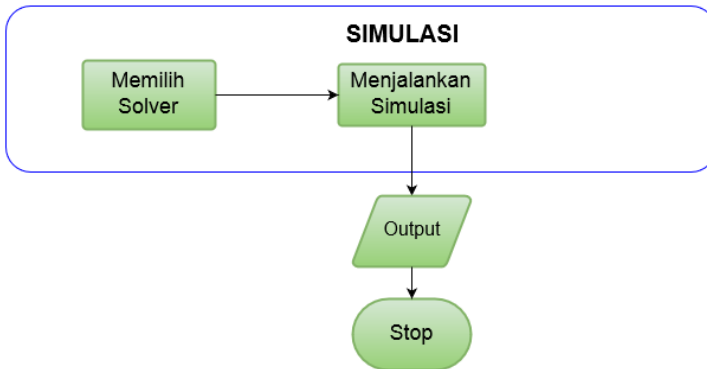 SIMULASI
Memilih
Solver
Menjalankan
Simulasi
Output
Stop